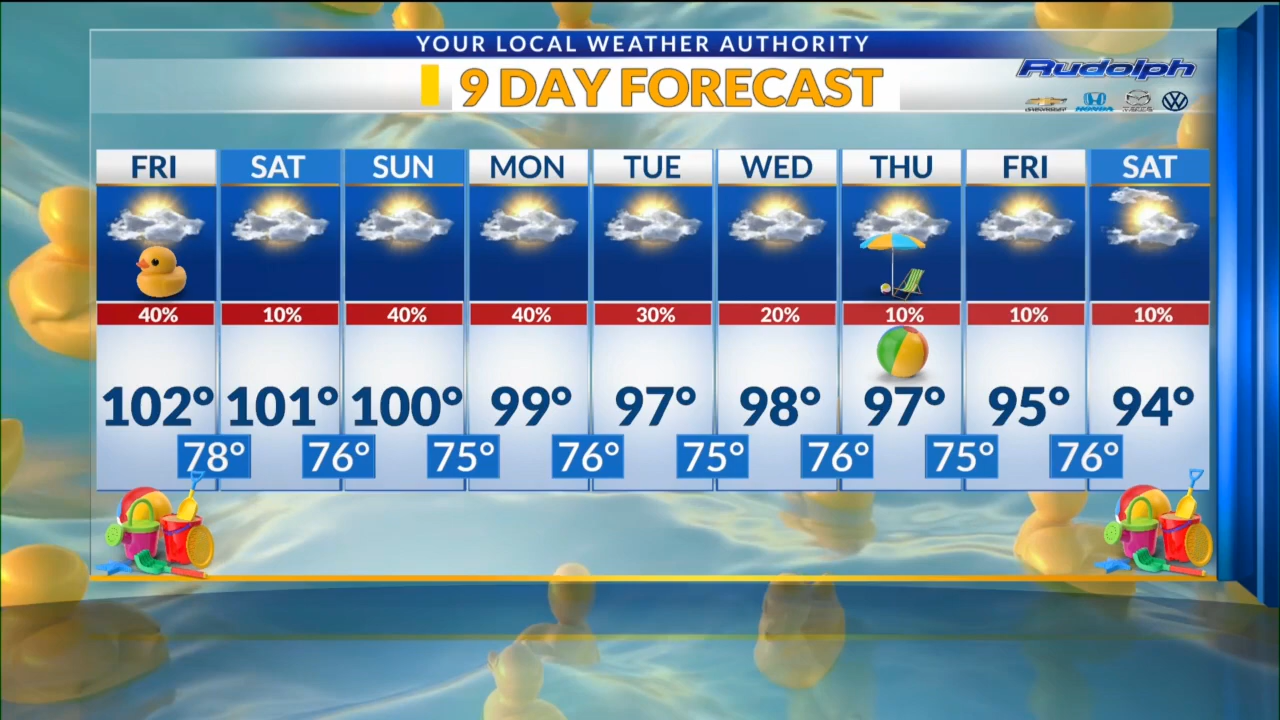 YOUR LOCAL WEATHER AUTHORITY
9 DAY FORECAST
Rudolph
CHEVROLET HONDA
FRI SAT SUN MON TUE WED THU FRI SAT
40% 10% 40% 40% 30% 20% 10% 10% 10%
102° 101° 100° 99° 97° 98° 97° 95° 94°
78° 76° 75° 76° 75° 76° 75° 76°